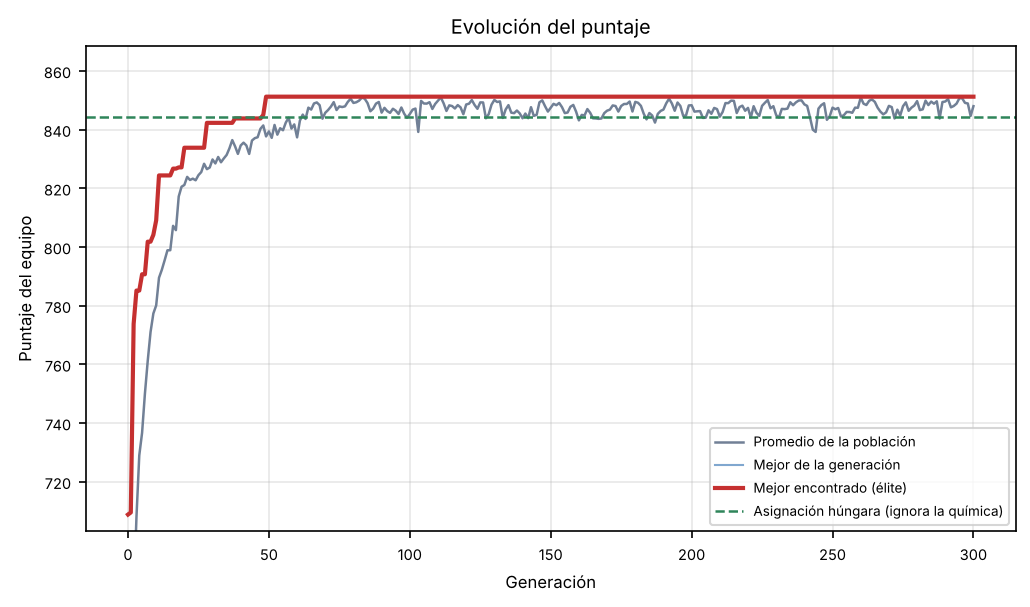 Evolución del puntaje
Puntaje del equipo
860
840
820
800
780
760
740
720
Promedio de la población
Mejor de la generación
Mejor encontrado (élite)
Asignación húngara (ignora la química)
0
50
100
150
200
250
300
Generación